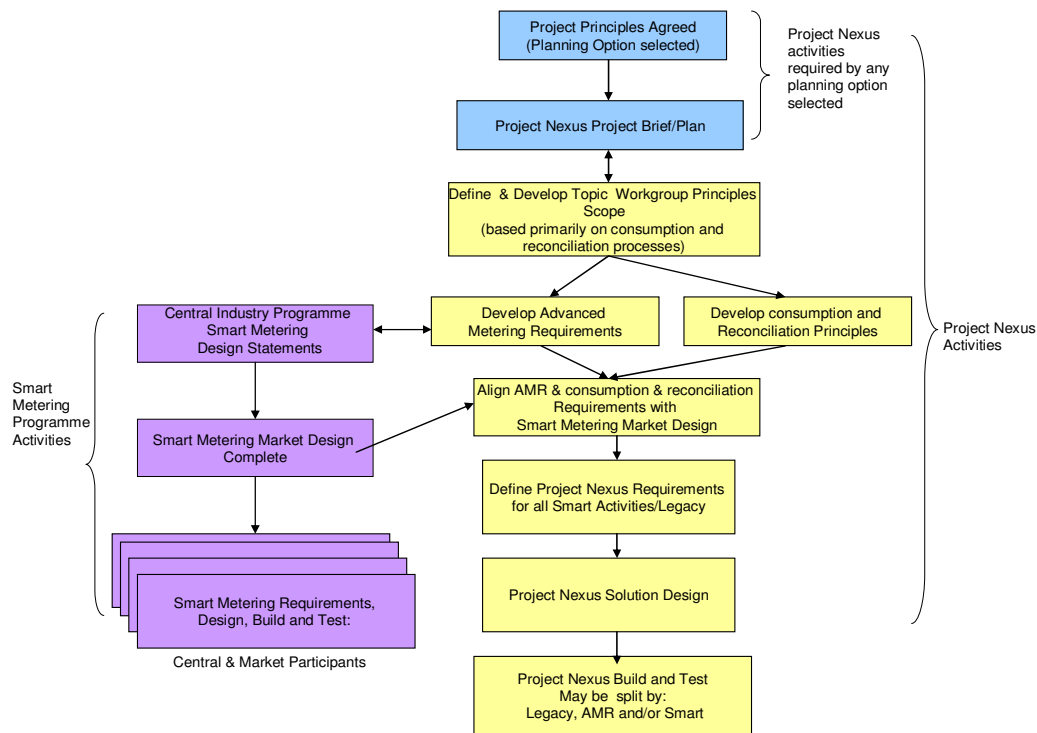 Project Principles Agreed
(Planning Option selected)
Project Nexus
activities
required by any
planning option
selected
Project Nexus Project Brief/Plan
Define & Develop Topic Workgroup Principles
Scope
(based primarily on consumption and
reconciliation processes)
Central Industry Programme
Smart Metering
Design Statements
Develop Advanced
Metering Requirements
Develop consumption and
Reconciliation Principles
Project Nexus
Activities
Smart
Metering
Programme
Activities
Align AMR & consumption & reconciliation
Requirements with
Smart Metering Market Design
Smart Metering Market Design
Complete
Define Project Nexus Requirements
for all Smart Activities/Legacy
Smart Metering Requirements,
Design, Build and Test:
Project Nexus Solution Design
Central & Market Participants
Project Nexus Build and Test
May be split by:
Legacy, AMR and/or Smart